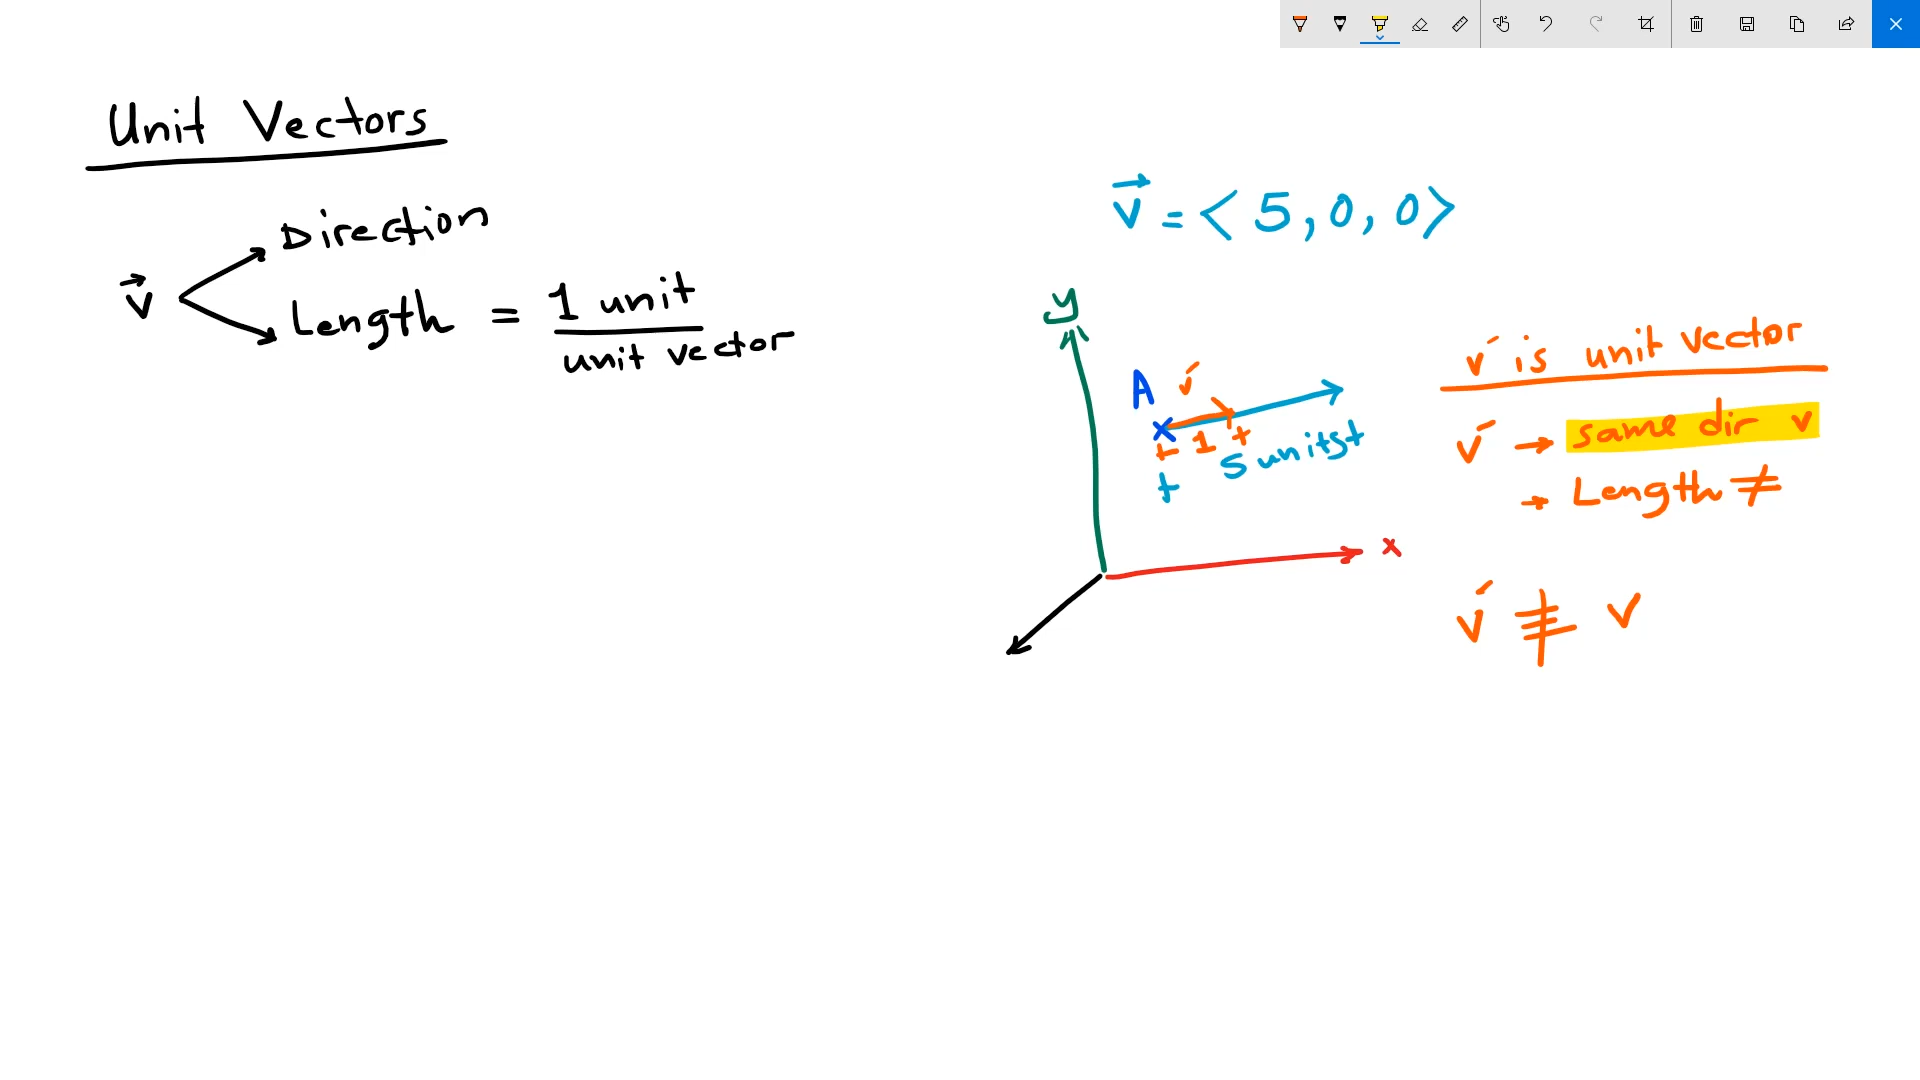 Unit Vectors
v⃗
Direction
Length = 1 unit
unit vector
v⃗ = < 5, 0, 0 >
y
A
v́
1
5 units
x
v́ is unit vector
v́ → same dir v
→ Length ≠
v́ ≠ v